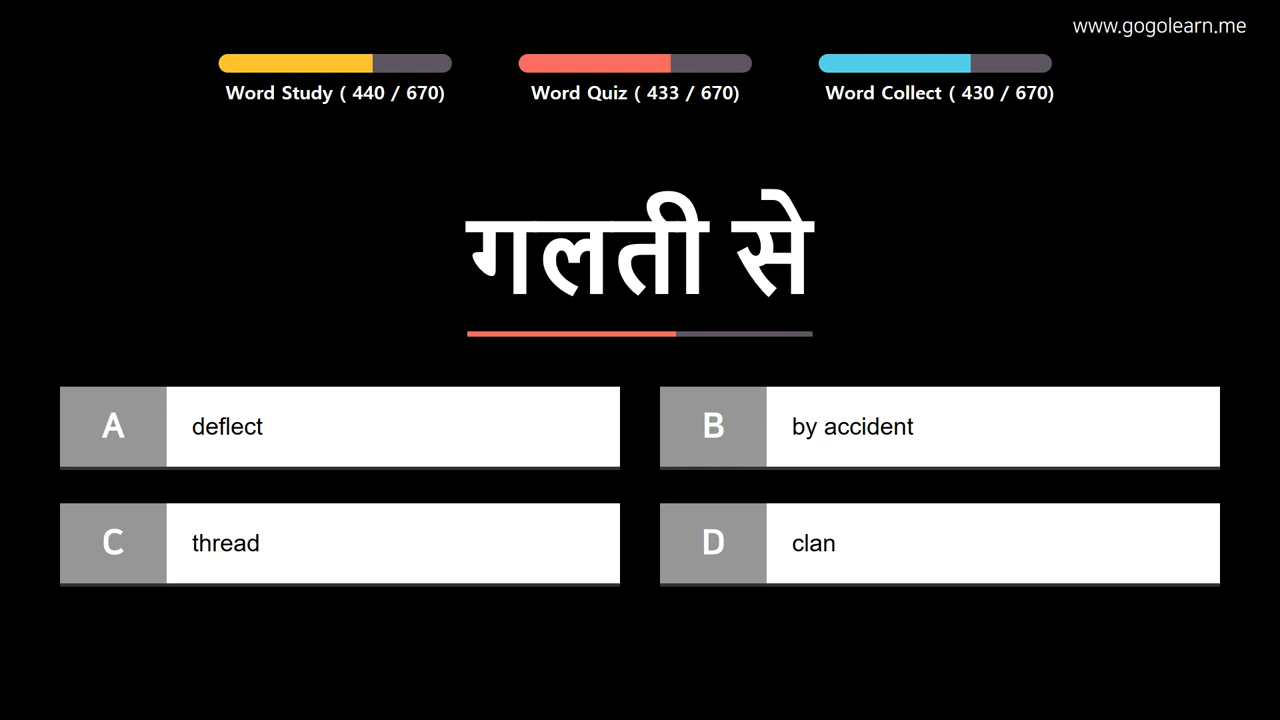 www.gogolearn.me
Word Study ( 440 / 670)
Word Quiz ( 433 / 670)
Word Collect ( 430 / 670)
गलती से
A deflect
B by accident
C thread
D clan